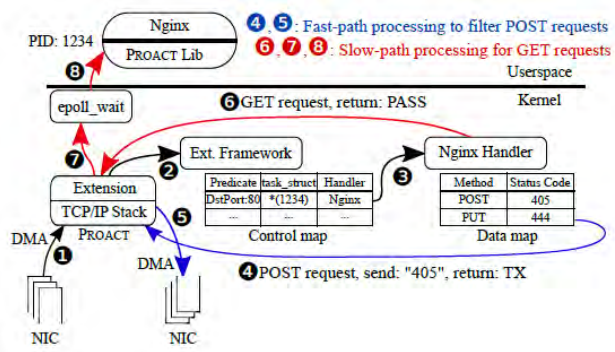 Nginx
PROACT Lib
PID: 1234
4, 5: Fast-path processing to filter POST requests
6, 7, 8: Slow-path processing for GET requests
Userspace
Kernel
8
epoll_wait
6 GET request, return: PASS
7
2
Ext. Framework
3
Nginx Handler
Extension
TCP/IP Stack
PROACT
5
Predicate task_struct Handler
DstPort:80 *(1234) Nginx
... ... ...
Control map
Method Status Code
POST 405
PUT 444
Data map
DMA
1
DMA
4 POST request, send: "405", return: TX
NIC
NIC